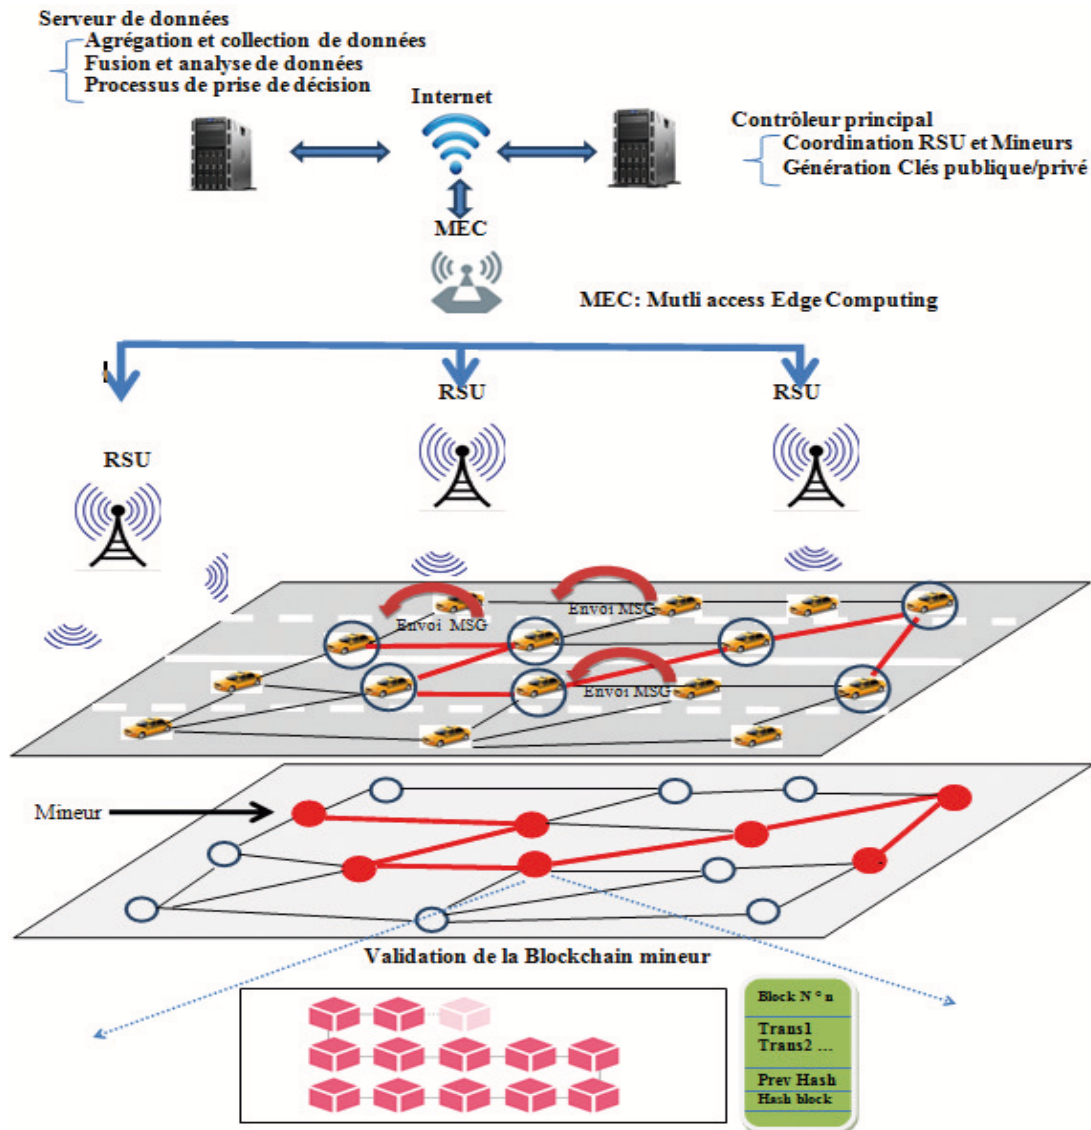 Serveur de données
Agrégation et collection de données
Fusion et analyse de données
Processus de prise de décision
Internet
Contrôleur principal
Coordination RSU et Mineurs
Génération Clés publique/privé
MEC
MEC: Mutli access Edge Computing
RSU
RSU
RSU
Envoi MSG
Envoi MSG
Envoi MSG
Mineur
Validation de la Blockchain mineur
Block N ° n
Trans1
Trans2 ...
Prev Hash
Hash block